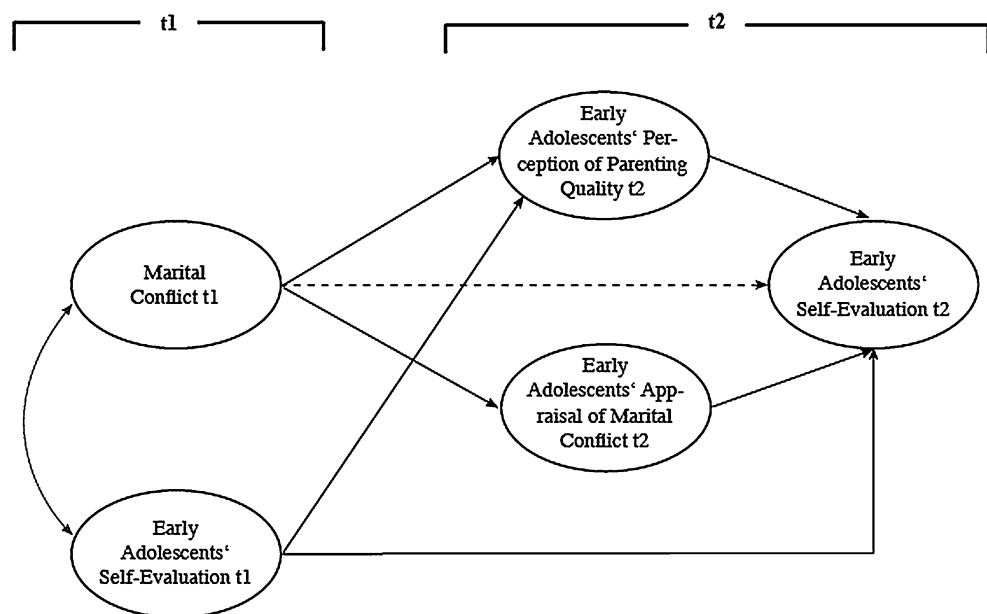 t1
t2
Early
Adolescents‘ Per-
ception of Parenting
Quality t2
Marital
Conflict t1
Early
Adolescents‘
Self-Evaluation t2
Early
Adolescents‘ App-
raisal of Marital
Conflict t2
Early
Adolescents‘
Self-Evaluation t1